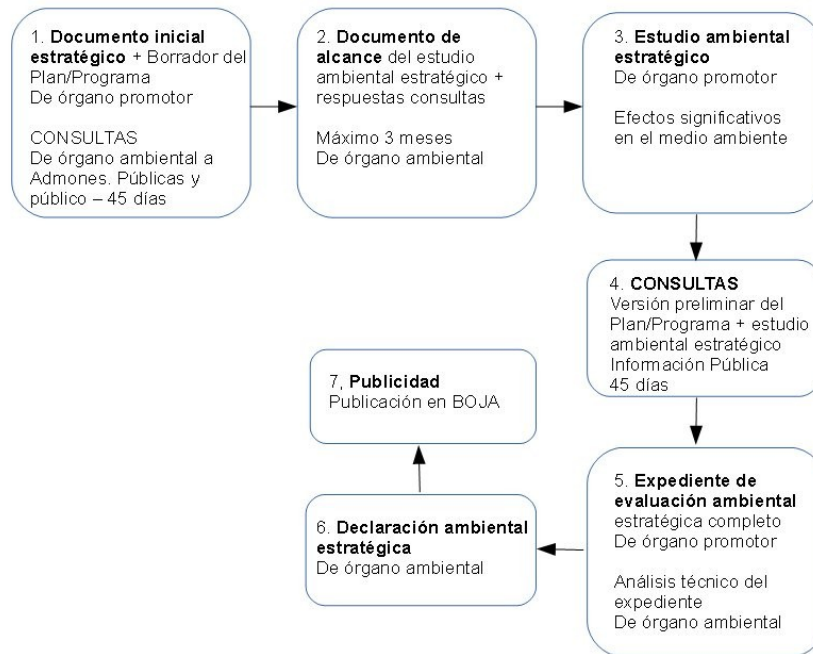 1. Documento inicial
estratégico + Borrador del
Plan/Programa
De órgano promotor
CONSULTAS
De órgano ambiental a
Admones. Públicas y
público – 45 días
2. Documento de
alcance del estudio
ambiental estratégico +
respuestas consultas
Máximo 3 meses
De órgano ambiental
3. Estudio ambiental
estratégico
De órgano promotor
Efectos significativos
en el medio ambiente
4. CONSULTAS
Versión preliminar del
Plan/Programa + estudio
ambiental estratégico
Información Pública
45 días
5. Expediente de
evaluación ambiental
estratégica completo
De órgano promotor
Análisis técnico del
expediente
De órgano ambiental
6. Declaración ambiental
estratégica
De órgano ambiental
7, Publicidad
Publicación en BOJA